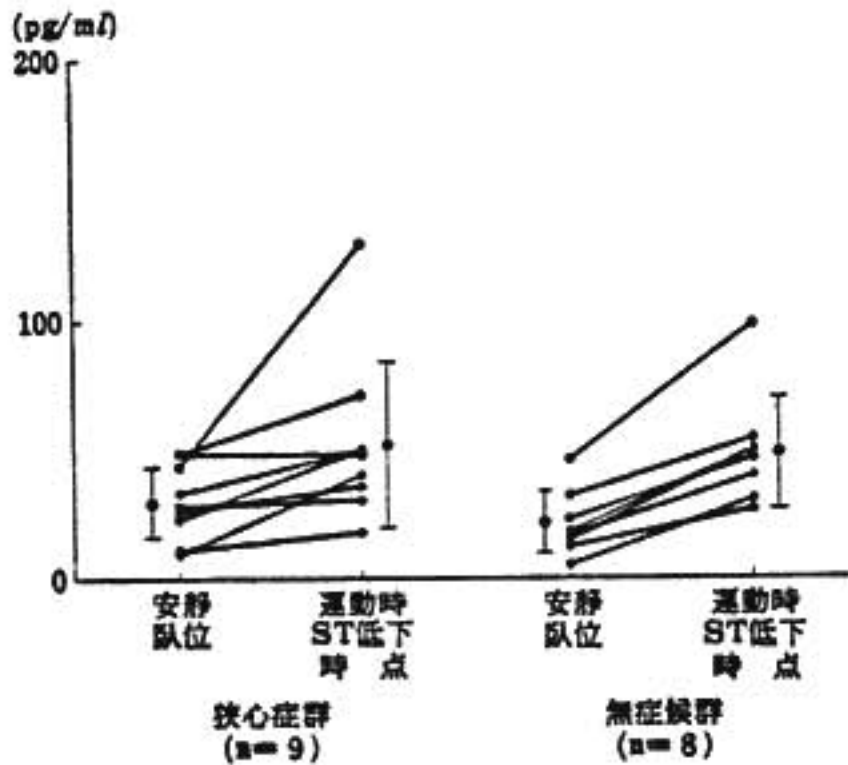 (pg/ml)
200
100
0
安静
臥位
運動時
ST低下
時 点
安静
臥位
運動時
ST低下
時 点
狭心症群
(n=9)
無症候群
(n=8)